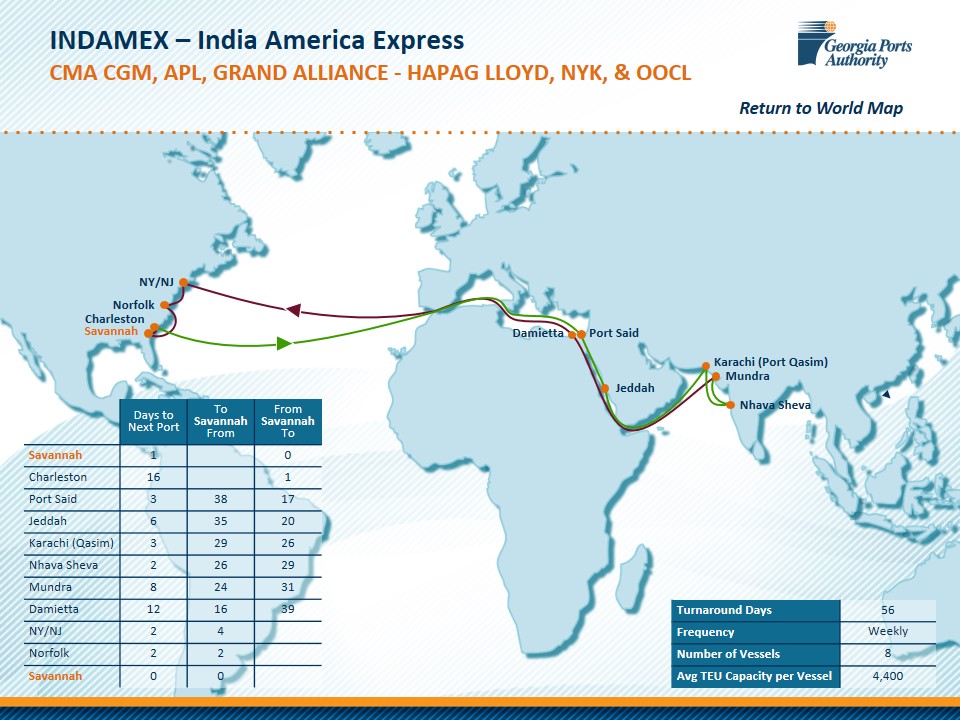 INDAMEX – India America Express
CMA CGM, APL, GRAND ALLIANCE - HAPAG LLOYD, NYK, & OOCL
Georgia Ports
Authority
Return to World Map
NY/NJ
Norfolk
Charleston
Savannah
Damietta
Port Said
Jeddah
Karachi (Port Qasim)
Mundra
Nhava Sheva
Days to Next Port To Savannah From From Savannah To
Savannah 1 0
Charleston 16 1
Port Said 3 38 17
Jeddah 6 35 20
Karachi (Qasim) 3 29 26
Nhava Sheva 2 26 29
Mundra 8 24 31
Damietta 12 16 39
NY/NJ 2 4
Norfolk 2 2
Savannah 0 0
Turnaround Days 56
Frequency Weekly
Number of Vessels 8
Avg TEU Capacity per Vessel 4,400